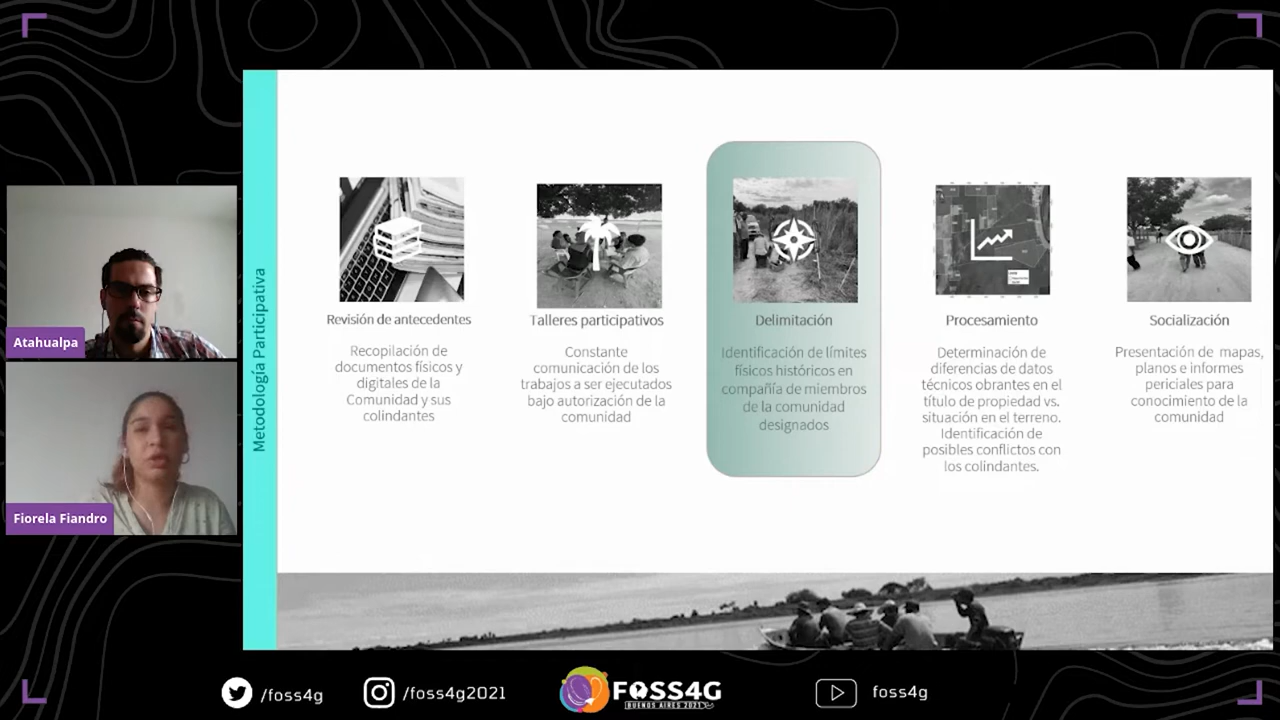 Metodología Participativa
Revisión de antecedentes
Recopilación de
documentos físicos y
digitales de la
Comunidad y sus
colindantes
Talleres participativos
Constante
comunicación de los
trabajos a ser ejecutados
bajo autorización de la
comunidad
Delimitación
Identificación de límites
físicos históricos en
compañía de miembros
de la comunidad
designados
Procesamiento
Determinación de
diferencias de datos
técnicos obrantes en el
título de propiedad vs.
situación en el terreno.
Identificación de
posibles conflictos con
los colindantes.
Socialización
Presentación de mapas,
planos e informes
periciales para
conocimiento de la
comunidad
Atahualpa
Fiorela Fiandro
/foss4g
/foss4g2021
FOSS4G
BUENOS AIRES 2021
foss4g